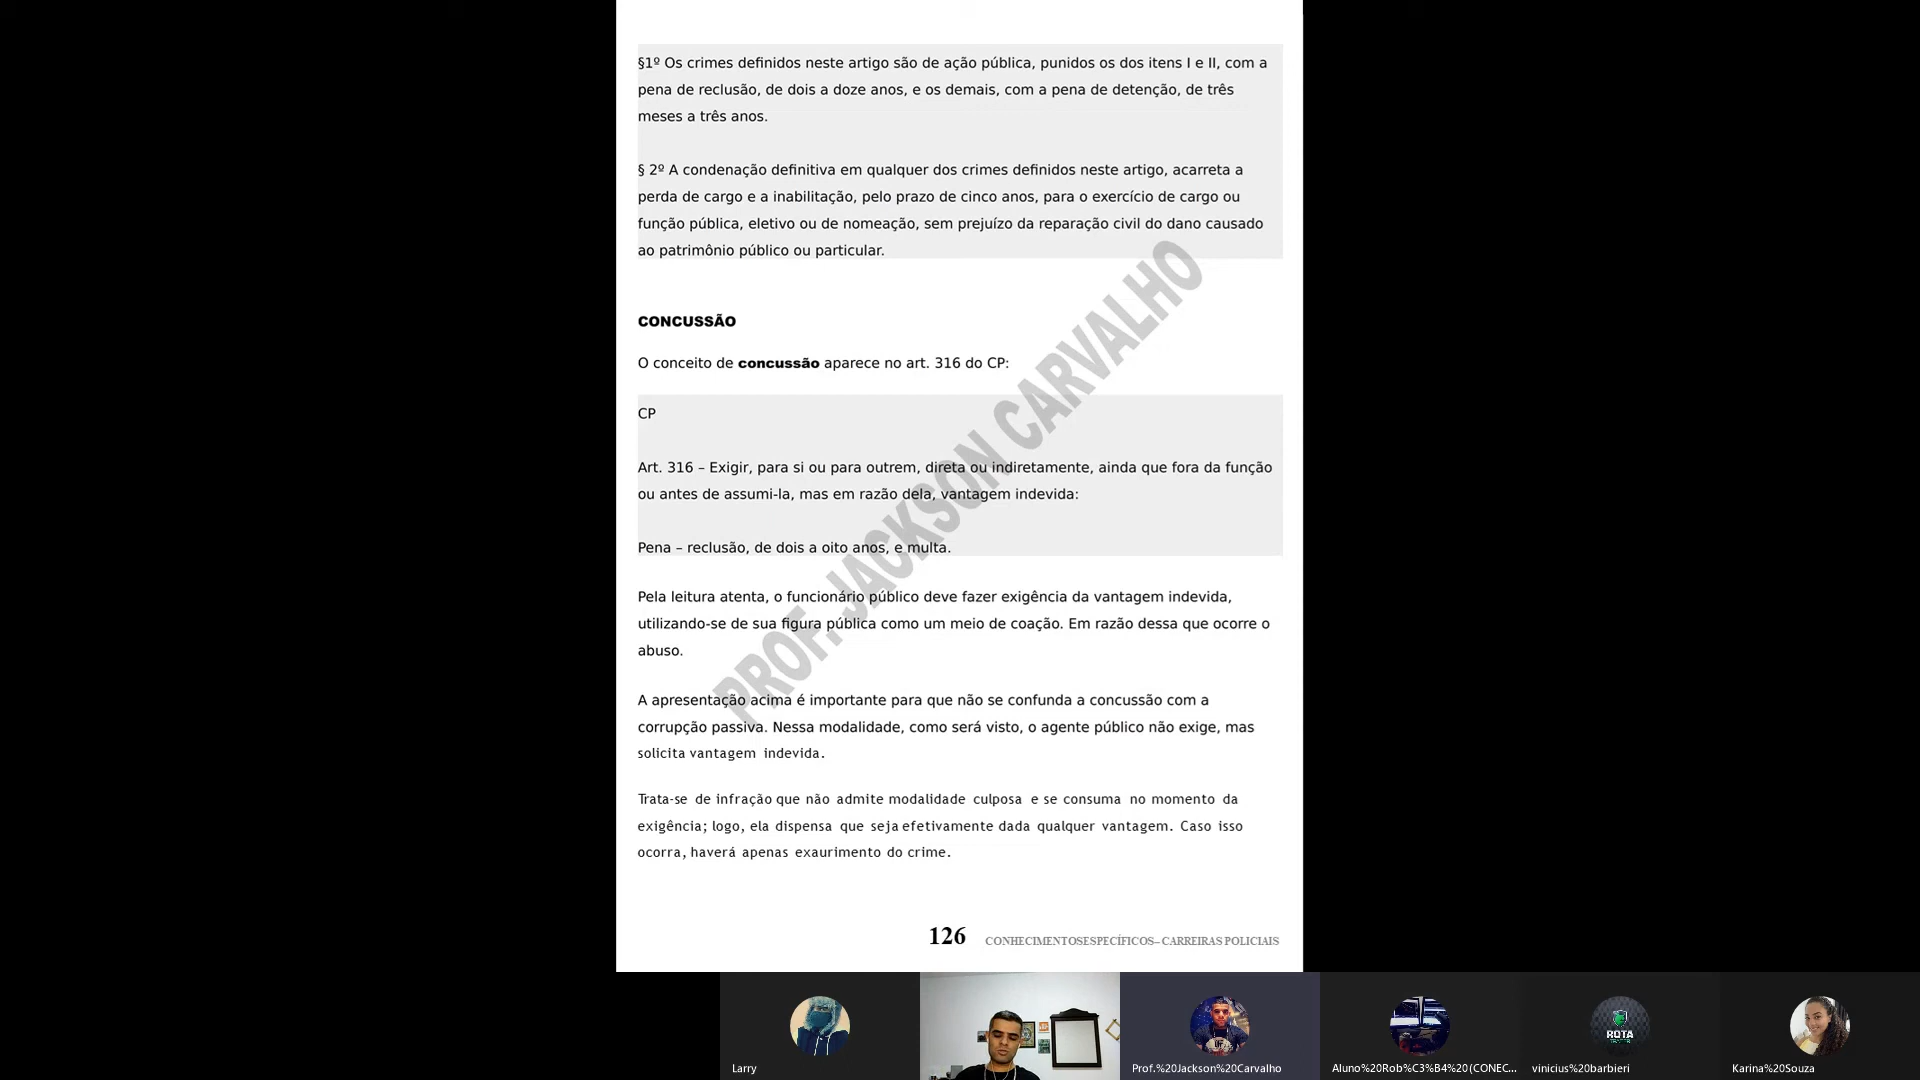 §1º Os crimes definidos neste artigo são de ação pública, punidos os dos itens I e II, com a
pena de reclusão, de dois a doze anos, e os demais, com a pena de detenção, de três
meses a três anos.
§ 2º A condenação definitiva em qualquer dos crimes definidos neste artigo, acarreta a
perda de cargo e a inabilitação, pelo prazo de cinco anos, para o exercício de cargo ou
função pública, eletivo ou de nomeação, sem prejuízo da reparação civil do dano causado
ao patrimônio público ou particular.
CONCUSSÃO
O conceito de concussão aparece no art. 316 do CP:
CP
Art. 316 – Exigir, para si ou para outrem, direta ou indiretamente, ainda que fora da função
ou antes de assumi-la, mas em razão dela, vantagem indevida:
Pena – reclusão, de dois a oito anos, e multa.
Pela leitura atenta, o funcionário público deve fazer exigência da vantagem indevida,
utilizando-se de sua figura pública como um meio de coação. Em razão dessa que ocorre o
abuso.
A apresentação acima é importante para que não se confunda a concussão com a
corrupção passiva. Nessa modalidade, como será visto, o agente público não exige, mas
solicita vantagem indevida.
Trata-se de infração que não admite modalidade culposa e se consuma no momento da
exigência; logo, ela dispensa que seja efetivamente dada qualquer vantagem. Caso isso
ocorra, haverá apenas exaurimento do crime.
PROF. JACKSON CARVALHO
126 CONHECIMENTOSESPECÍFICOS– CARREIRAS POLICIAIS
ROTA
Larry
Prof.%20Jackson%20Carvalho
Aluno%20Rob%C3%B4%20(CONEC...
vinicius%20barbieri
Karina%20Souza